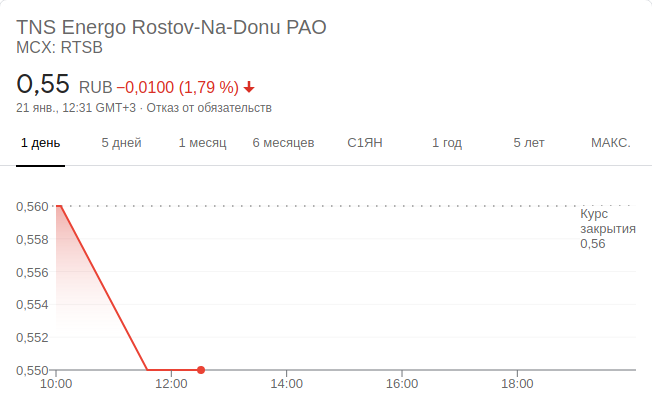 TNS Energo Rostov-Na-Donu PAO
MCX: RTSB
0,55 RUB −0,0100 (1,79 %)
21 янв., 12:31 GMT+3 · Отказ от обязательств
1 день 5 дней 1 месяц 6 месяцев С1ЯН 1 год 5 лет МАКС.
0,560
Курс
закрытия
0,56
0,558
0,556
0,554
0,552
0,550
10:00 12:00 14:00 16:00 18:00